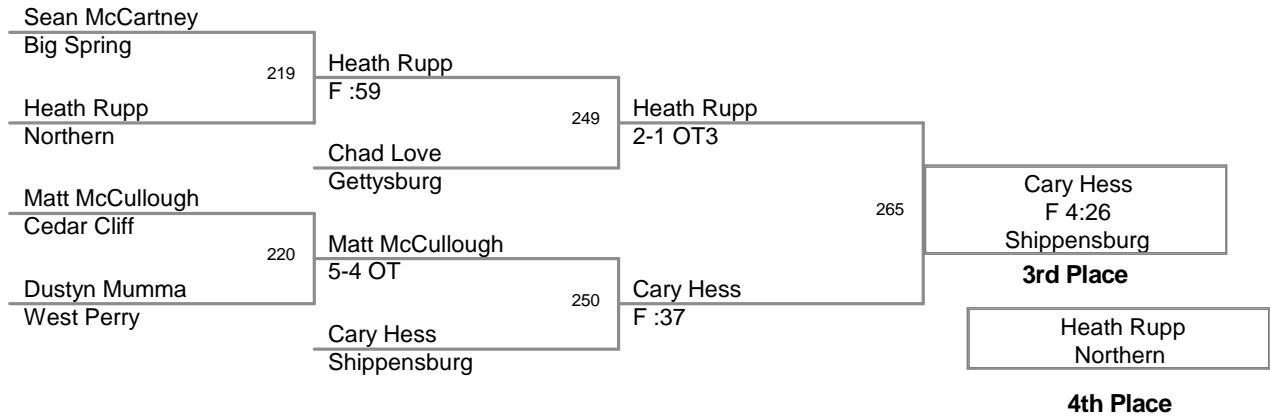 Sean McCartney
Big Spring
219
Heath Rupp
Northern
Heath Rupp
F :59
249
Chad Love
Gettysburg
Heath Rupp
2-1 OT3
Matt McCullough
Cedar Cliff
220
Dustyn Mumma
West Perry
Matt McCullough
5-4 OT
250
Cary Hess
Shippensburg
Cary Hess
F :37
265
Cary Hess
F 4:26
Shippensburg
3rd Place
Heath Rupp
Northern
4th Place